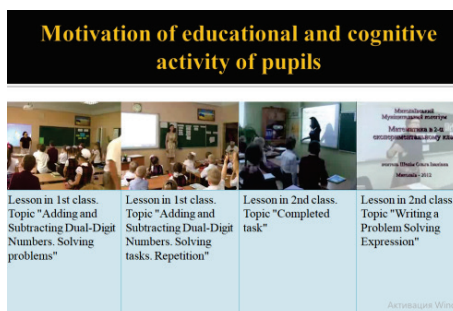 Motivation of educational and cognitive
activity of pupils
Lesson in 1st class.
Topic "Adding and
Subtracting Dual-Digit
Numbers. Solving
problems"
Lesson in 1st class.
Topic "Adding and
Subtracting Dual-Digit
Numbers. Solving
tasks. Repetition"
Lesson in 2nd class.
Topic "Completed
task"
Lesson in 2nd class
Topic "Writing a
Problem Solving
Expression"
Активация Win